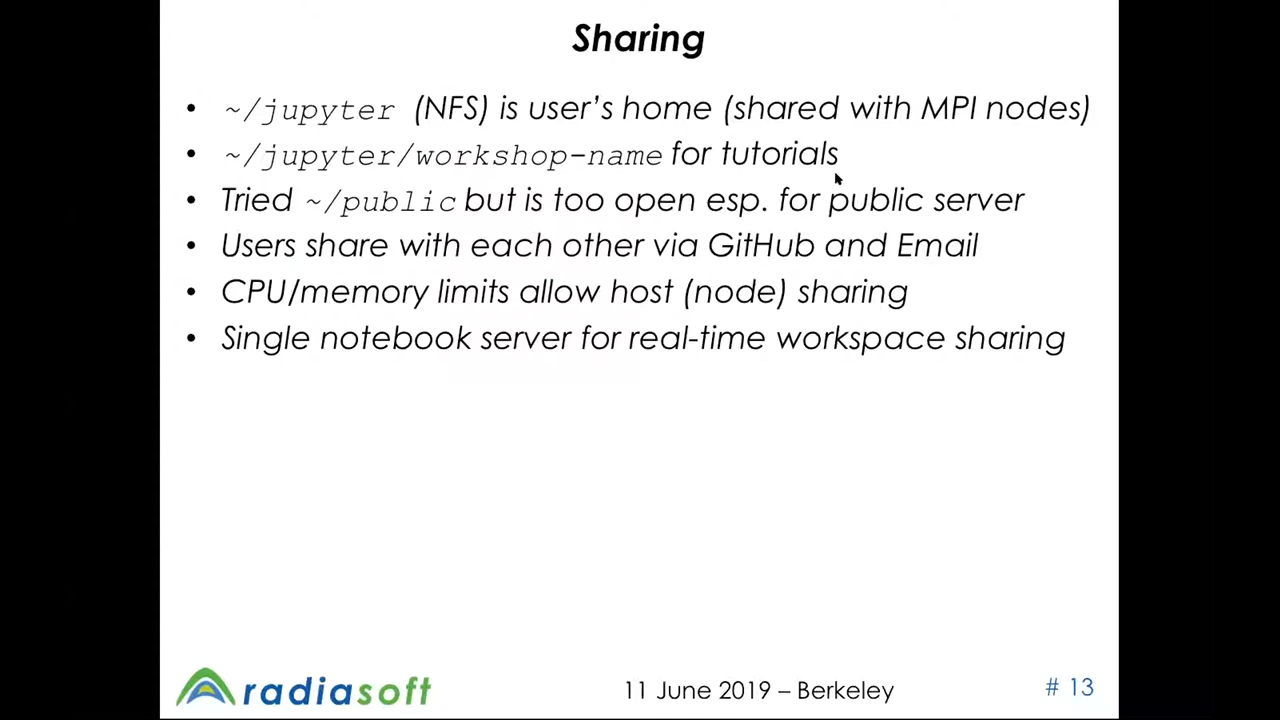 Sharing
• ~/jupyter (NFS) is user's home (shared with MPI nodes)
• ~/jupyter/workshop-name for tutorials
• Tried ~/public but is too open esp. for public server
• Users share with each other via GitHub and Email
• CPU/memory limits allow host (node) sharing
• Single notebook server for real-time workspace sharing
radiasoft
11 June 2019 – Berkeley
# 13